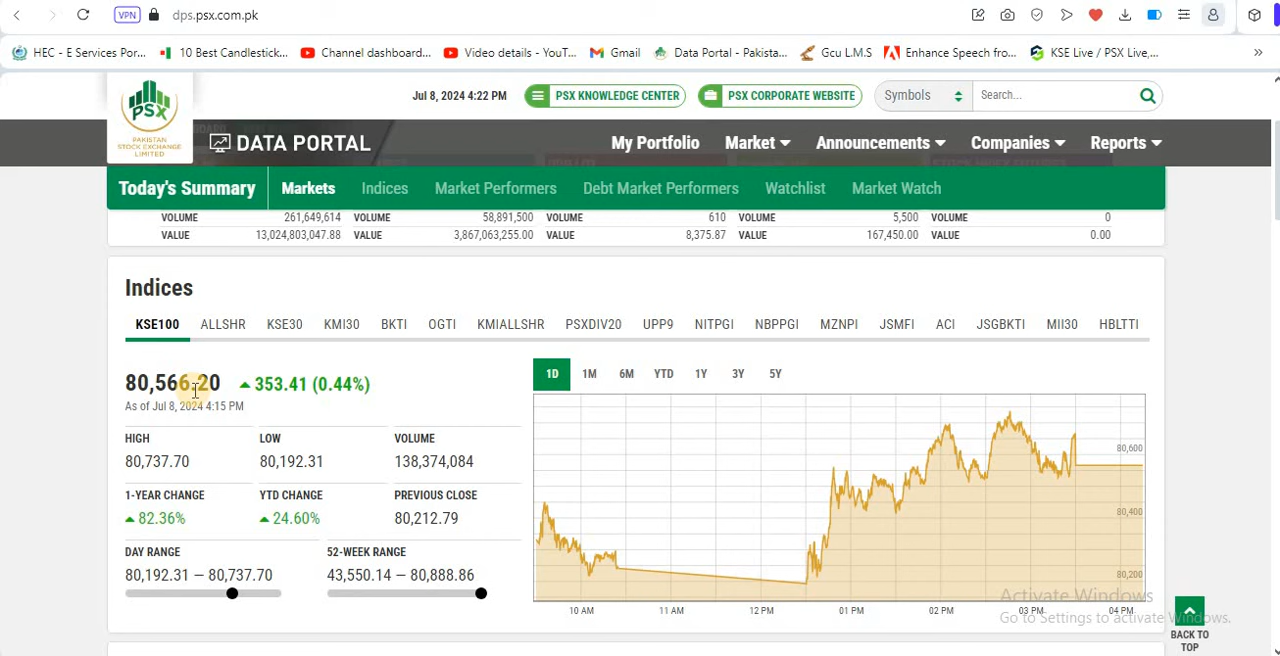 VPN dps.psx.com.pk
HEC - E Services Por... 10 Best Candlestick... Channel dashboard... Video details - YouT... Gmail Data Portal - Pakista... Gcu L.M.S Enhance Speech fro... KSE Live / PSX Live,... »
PSX
PAKISTAN
STOCK EXCHANGE
LIMITED
Jul 8, 2024 4:22 PM PSX KNOWLEDGE CENTER PSX CORPORATE WEBSITE Symbols Search...
DATA PORTAL My Portfolio Market Announcements Companies Reports
Today's Summary Markets Indices Market Performers Debt Market Performers Watchlist Market Watch
VOLUME 261,649,614 VOLUME 58,891,500 VOLUME 610 VOLUME 5,500 VOLUME 0
VALUE 13,024,803,047.88 VALUE 3,867,063,255.00 VALUE 8,375.87 VALUE 167,450.00 VALUE 0.00
Indices
KSE100 ALLSHR KSE30 KMI30 BKTI OGTI KMIALLSHR PSXDIV20 UPP9 NITPGI NBPPGI MZNPI JSMFI ACI JSGBKTI MII30 HBLTTI
80,566.20 353.41 (0.44%)
As of Jul 8, 2024 4:15 PM
HIGH LOW VOLUME
80,737.70 80,192.31 138,374,084
1-YEAR CHANGE YTD CHANGE PREVIOUS CLOSE
82.36% 24.60% 80,212.79
DAY RANGE 52-WEEK RANGE
80,192.31 — 80,737.70 43,550.14 — 80,888.86
1D 1M 6M YTD 1Y 3Y 5Y
80,600
80,400
80,200
10 AM 11 AM 12 PM 01 PM 02 PM 03 PM 04 PM
Activate Windows
Go to Settings to activate Windows.
BACK TO
TOP